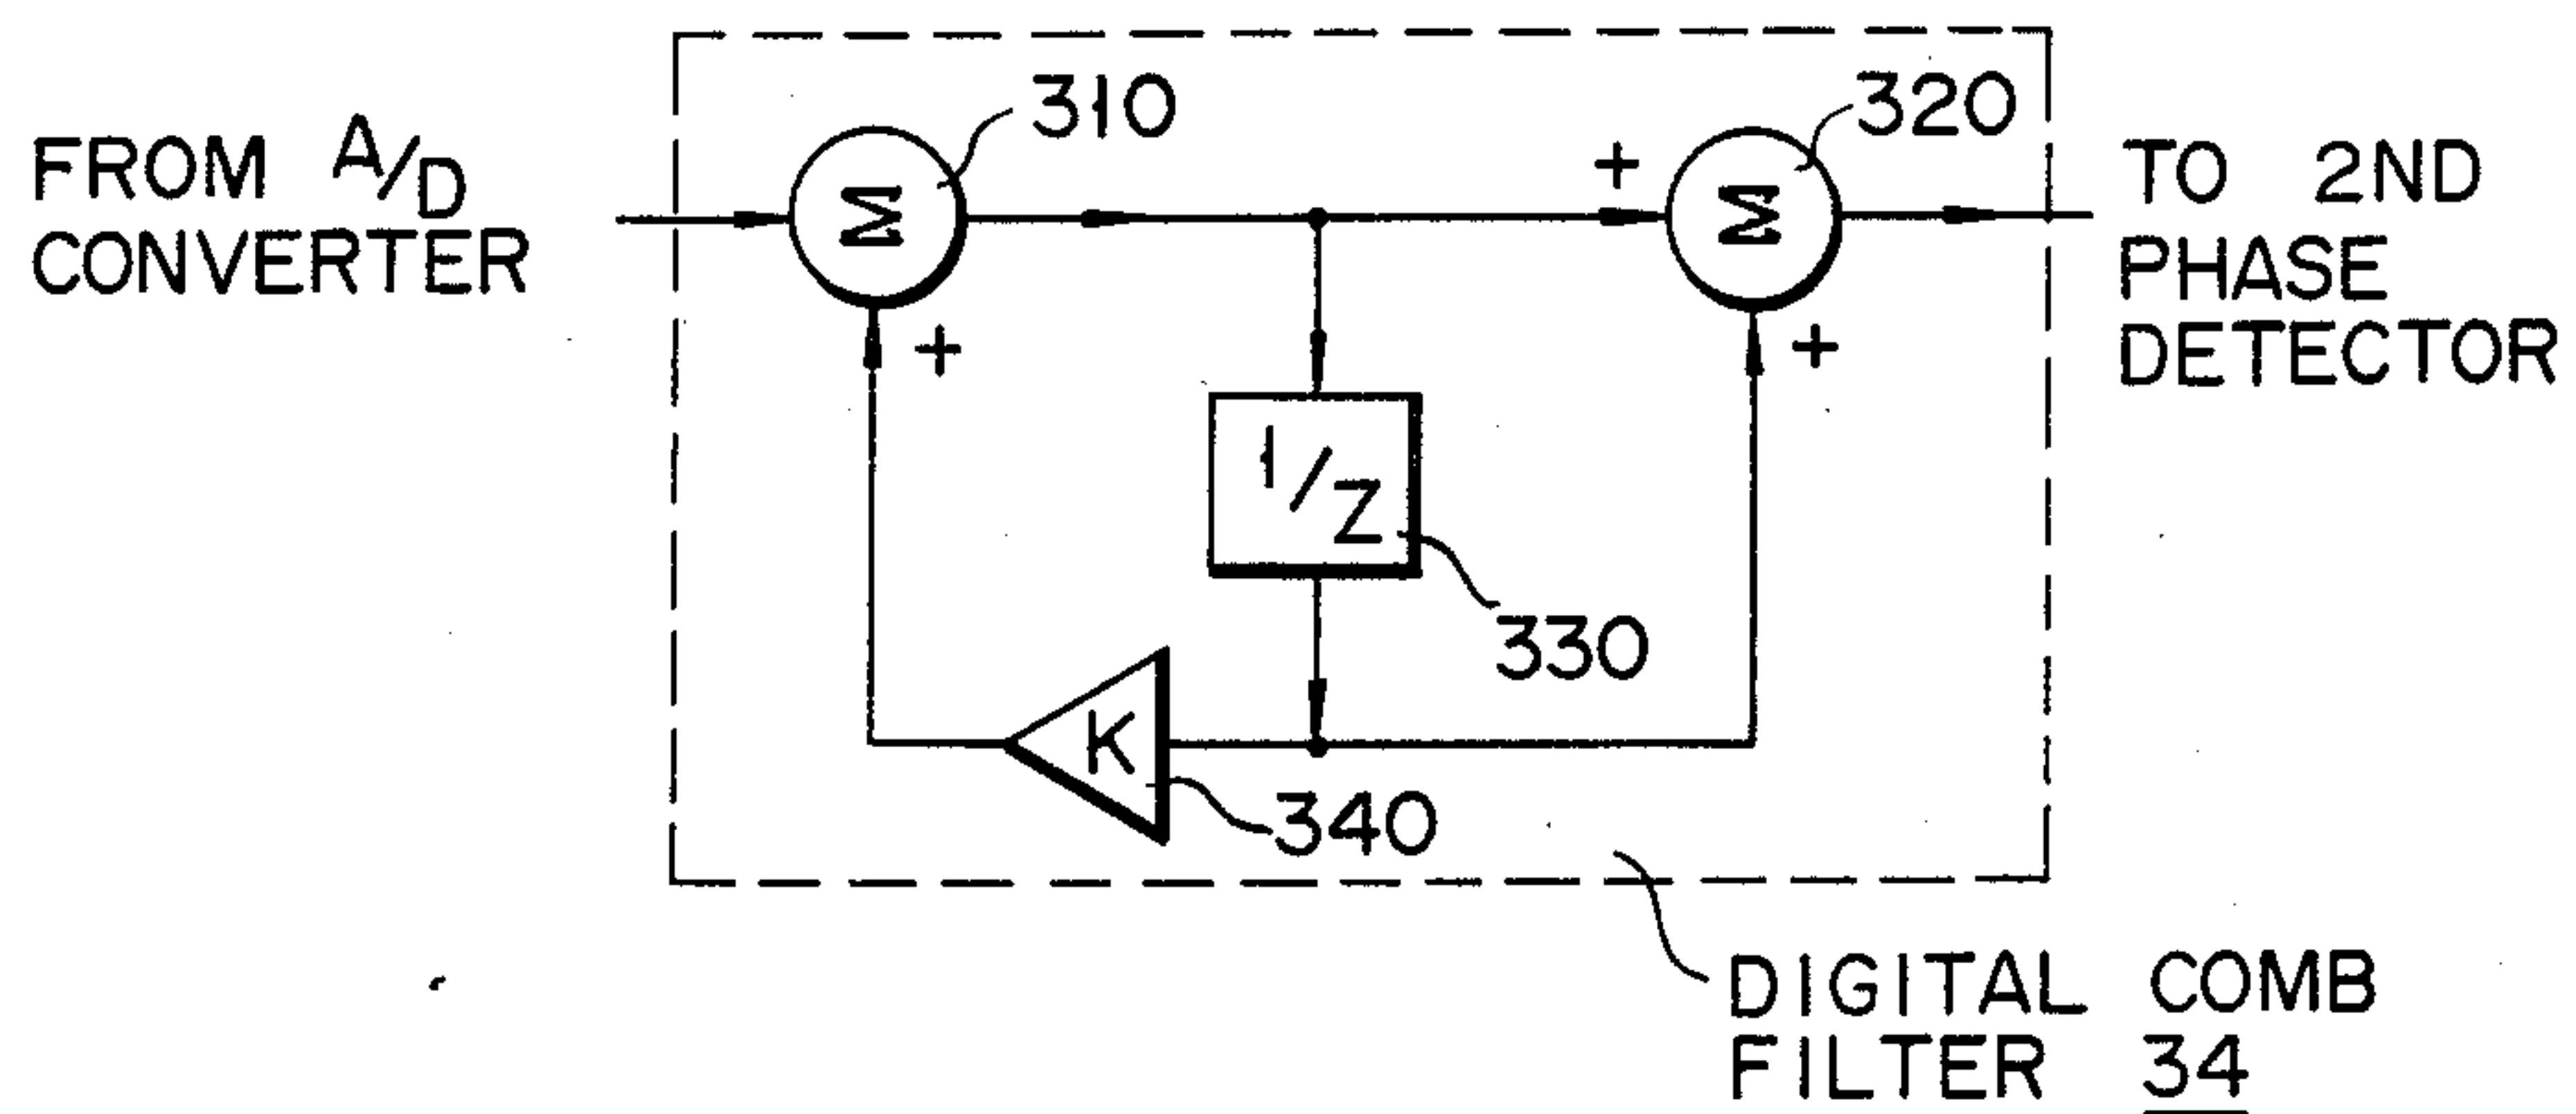 FROM A/D
CONVERTER
310
320
TO 2ND
PHASE
DETECTOR
Σ
Σ
+
+
+
1/Z
330
K
340
DIGITAL COMB
FILTER 34